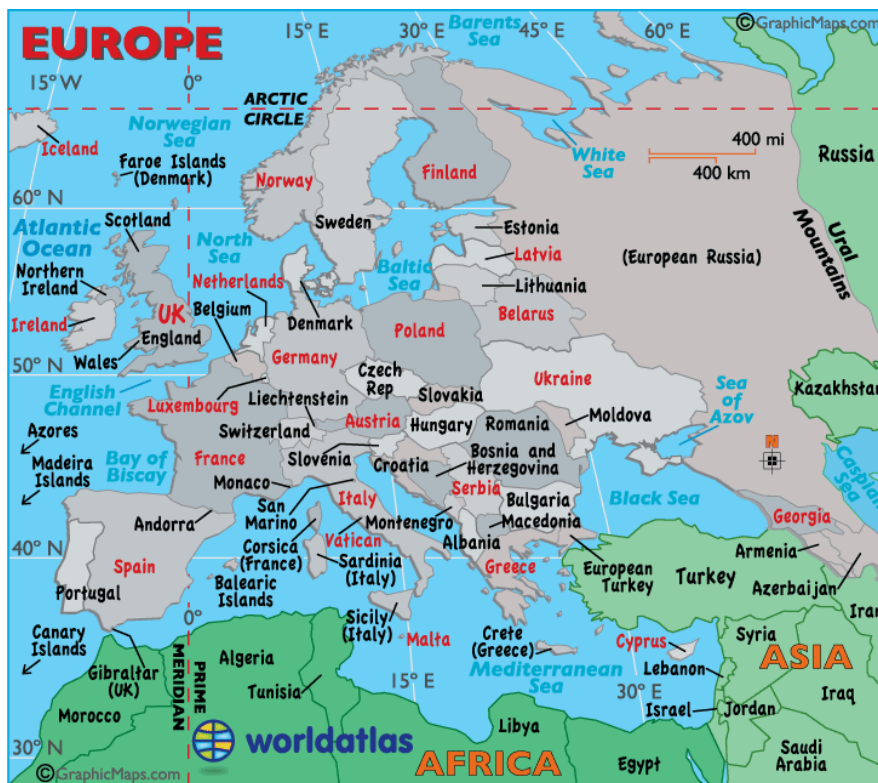 EUROPE
15° E
30° E
Barents
Sea
45° E
60° E
©GraphicMaps.com
15° W
0°
ARCTIC
CIRCLE
Norwegian
Sea
Iceland
Faroe Islands
(Denmark)
White
Sea
400 mi
400 km
Russia
Norway
Finland
60° N
Atlantic
Ocean
Scotland
North
Sea
Sweden
Estonia
Ural
Mountains
Northern
Ireland
Netherlands
Baltic
Sea
Latvia
(European Russia)
Lithuania
Ireland
UK
Belgium
Denmark
Belarus
England
Wales
Poland
Germany
50° N
English
Channel
Luxembourg
Liechtenstein
Czech
Rep
Slovakia
Ukraine
Sea
of
Azov
Kazakhstan
Azores
Switzerland
Austria
Hungary
Romania
Moldova
Madeira
Islands
Bay of
Biscay
France
Slovenia
Croatia
Bosnia and
Herzegovina
N
Caspian
Sea
Monaco
San
Marino
Italy
Serbia
Bulgaria
Black Sea
Andorra
Montenegro
Macedonia
Georgia
40° N
Spain
Corsica
(France)
Vatican
Albania
Armenia
Portugal
Balearic
Islands
Sardinia
(Italy)
Greece
European
Turkey
Turkey
Azerbaijan
Iran
Canary
Islands
0°
Sicily
(Italy)
Malta
Crete
(Greece)
Cyprus
Syria
ASIA
Gibraltar
(UK)
PRIME
MERIDIAN
Algeria
Tunisia
15° E
Mediterranean
Sea
30° E
Lebanon
Israel
Jordan
Iraq
Morocco
worldatlas
Libya
30° N
AFRICA
Egypt
Saudi
Arabia
©GraphicMaps.com